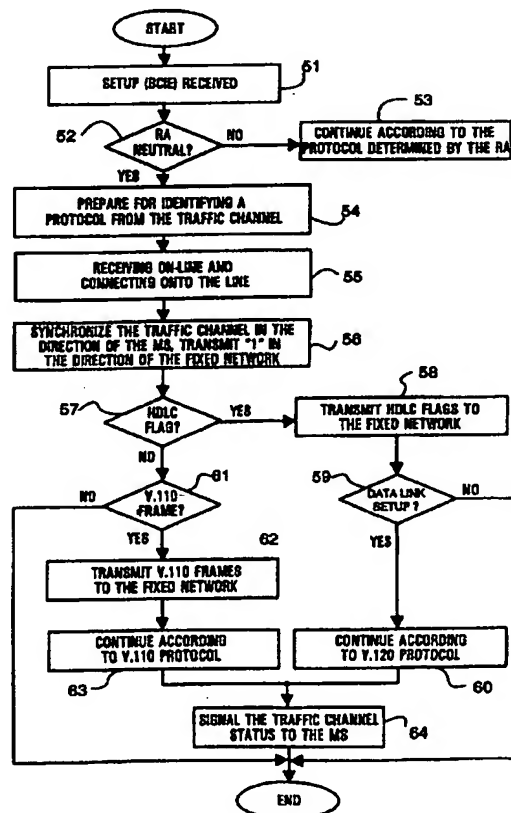 START
51
SETUP (BCIE) RECEIVED
52
RA
NEUTRAL?
NO
53
CONTINUE ACCORDING TO THE
PROTOCOL DETERMINED BY THE RA
YES
PREPARE FOR IDENTIFYING A
PROTOCOL FROM THE TRAFFIC CHANNEL
54
RECEIVING ON-LINE AND
CONNECTING ONTO THE LINE
55
SYNCHRONIZE THE TRAFFIC CHANNEL IN THE
DIRECTION OF THE MS, TRANSMIT "1" IN
THE DIRECTION OF THE FIXED NETWORK
56
57
HDLC
FLAG?
YES
58
TRANSMIT HDLC FLAGS TO
THE FIXED NETWORK
NO
NO
61
V.110
FRAME?
59
DATA LINK
SETUP?
NO
YES
62
YES
TRANSMIT V.110 FRAMES
TO THE FIXED NETWORK
CONTINUE ACCORDING
TO V.110 PROTOCOL
63
CONTINUE ACCORDING
TO V.120 PROTOCOL
60
SIGNAL THE TRAFFIC CHANNEL
STATUS TO THE MS
64
END